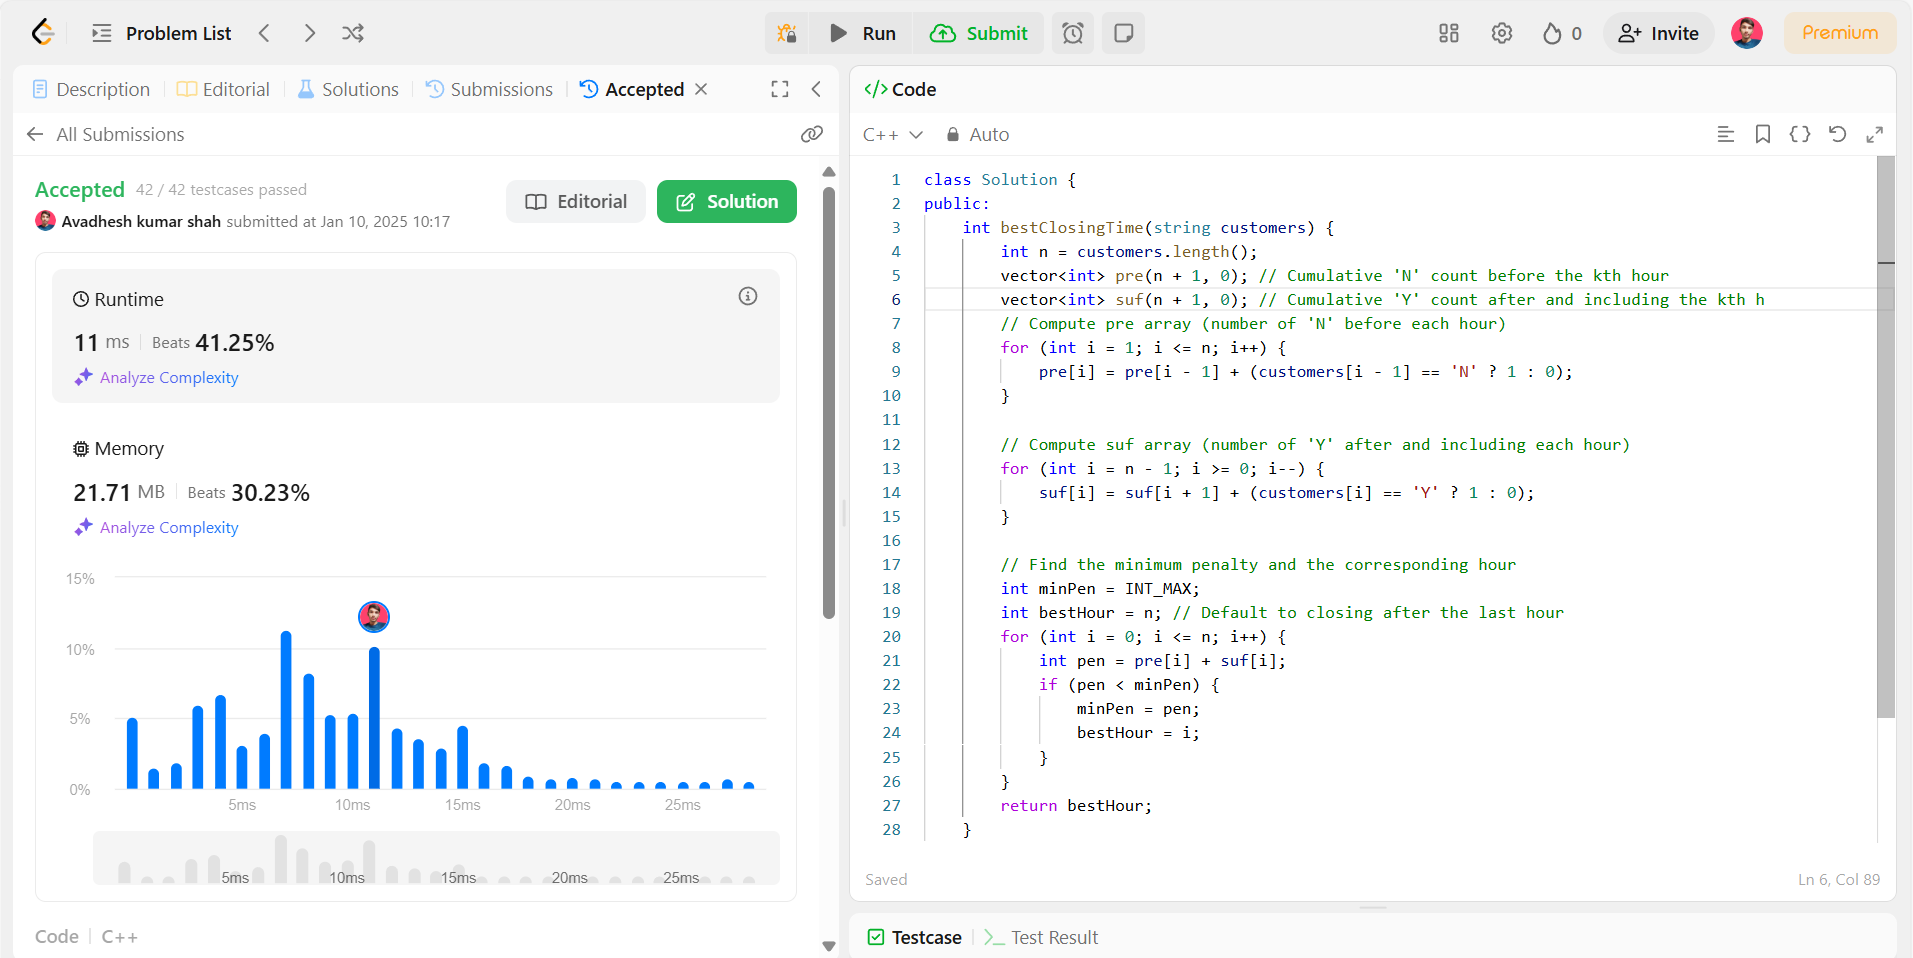 Problem List
Run
Submit
0
Invite
Premium
Description
Editorial
Solutions
Submissions
Accepted
All Submissions
Accepted 42 / 42 testcases passed
Avadhesh kumar shah submitted at Jan 10, 2025 10:17
Editorial
Solution
Runtime
11 ms Beats 41.25%
Analyze Complexity
Memory
21.71 MB Beats 30.23%
Analyze Complexity
15%
10%
5%
0%
5ms 10ms 15ms 20ms 25ms
5ms 10ms 15ms 20ms 25ms
Code C++
</> Code
C++ Auto
1 class Solution {
2 public:
3 int bestClosingTime(string customers) {
4 int n = customers.length();
5 vector<int> pre(n + 1, 0); // Cumulative 'N' count before the kth hour
6 vector<int> suf(n + 1, 0); // Cumulative 'Y' count after and including the kth h
7 // Compute pre array (number of 'N' before each hour)
8 for (int i = 1; i <= n; i++) {
9 pre[i] = pre[i - 1] + (customers[i - 1] == 'N' ? 1 : 0);
10 }
11
12 // Compute suf array (number of 'Y' after and including each hour)
13 for (int i = n - 1; i >= 0; i--) {
14 suf[i] = suf[i + 1] + (customers[i] == 'Y' ? 1 : 0);
15 }
16
17 // Find the minimum penalty and the corresponding hour
18 int minPen = INT_MAX;
19 int bestHour = n; // Default to closing after the last hour
20 for (int i = 0; i <= n; i++) {
21 int pen = pre[i] + suf[i];
22 if (pen < minPen) {
23 minPen = pen;
24 bestHour = i;
25 }
26 }
27 return bestHour;
28 }
Saved
Ln 6, Col 89
Testcase
Test Result